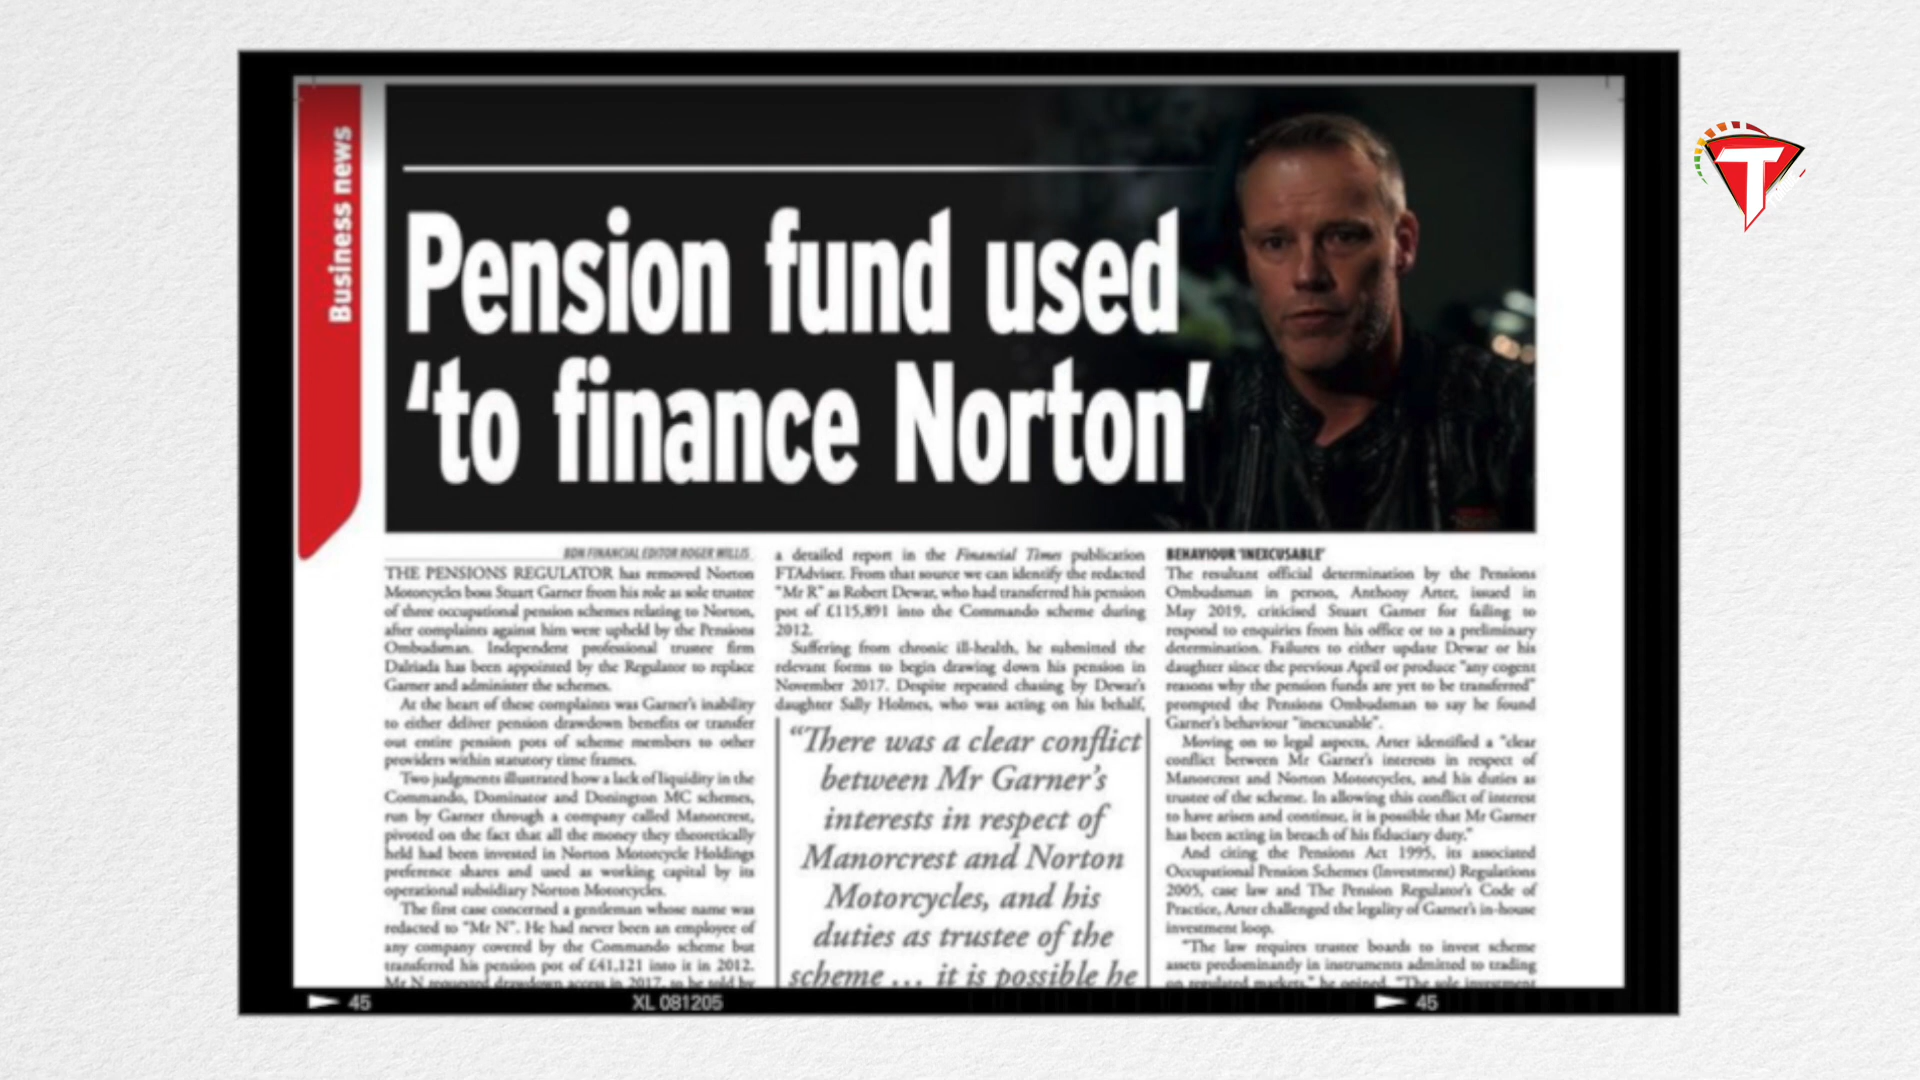 Business news
Pension fund used
‘to finance Norton’
BDN FINANCIAL EDITOR ROGER WILLIS
THE PENSIONS REGULATOR has removed Norton
Motorcycles boss Stuart Garner from his role as sole trustee
of three occupational pension schemes relating to Norton,
after complaints against him were upheld by the Pensions
Ombudsman. Independent professional trustee firm
Dalriada has been appointed by the Regulator to replace
Garner and administer the schemes.
At the heart of these complaints was Garner's inability
to either deliver pension drawdown benefits or transfer
out entire pension pots of scheme members to other
providers within statutory time frames.
Two judgments illustrated how a lack of liquidity in the
Commando, Dominator and Donington MC schemes,
run by Garner through a company called Manorcrest,
pivoted on the fact that all the money they theoretically
held had been invested in Norton Motorcycle Holdings
preference shares and used as working capital by its
operational subsidiary Norton Motorcycles.
The first case concerned a gentleman whose name was
redacted to “Mr N”. He had never been an employee of
any company covered by the Commando scheme but
transferred his pension pot of £41,121 into it in 2012.
Mr N requested drawdown access in 2017, to be told by
a detailed report in the Financial Times publication
FTAdviser. From that source we can identify the redacted
“Mr R” as Robert Dewar, who had transferred his pension
pot of £115,891 into the Commando scheme during
2012.
Suffering from chronic ill-health, he submitted the
relevant forms to begin drawing down his pension in
November 2017. Despite repeated chasing by Dewar's
daughter Sally Holmes, who was acting on his behalf,
“There was a clear conflict
between Mr Garner’s
interests in respect of
Manorcrest and Norton
Motorcycles, and his
duties as trustee of the
scheme ... it is possible he
BEHAVIOUR ‘INEXCUSABLE’
The resultant official determination by the Pensions
Ombudsman in person, Anthony Arter, issued in
May 2019, criticised Stuart Garner for failing to
respond to enquiries from his office or to a preliminary
determination. Failures to either update Dewar or his
daughter since the previous April or produce “any cogent
reasons why the pension funds are yet to be transferred”
prompted the Pensions Ombudsman to say he found
Garner's behaviour “inexcusable”.
Moving on to legal aspects, Arter identified a “clear
conflict between Mr Garner's interests in respect of
Manorcrest and Norton Motorcycles, and his duties as
trustee of the scheme. In allowing this conflict of interest
to have arisen and continue, it is possible that Mr Garner
has been acting in breach of his fiduciary duty.”
And citing the Pensions Act 1995, its associated
Occupational Pension Schemes (Investment) Regulations
2005, case law and The Pension Regulator's Code of
Practice, Arter challenged the legality of Garner's in-house
investment loop.
“The law requires trustee boards to invest scheme
assets predominantly in instruments admitted to trading
on regulated markets,” he opined. “The sole investment
45
XL 081205
45
T